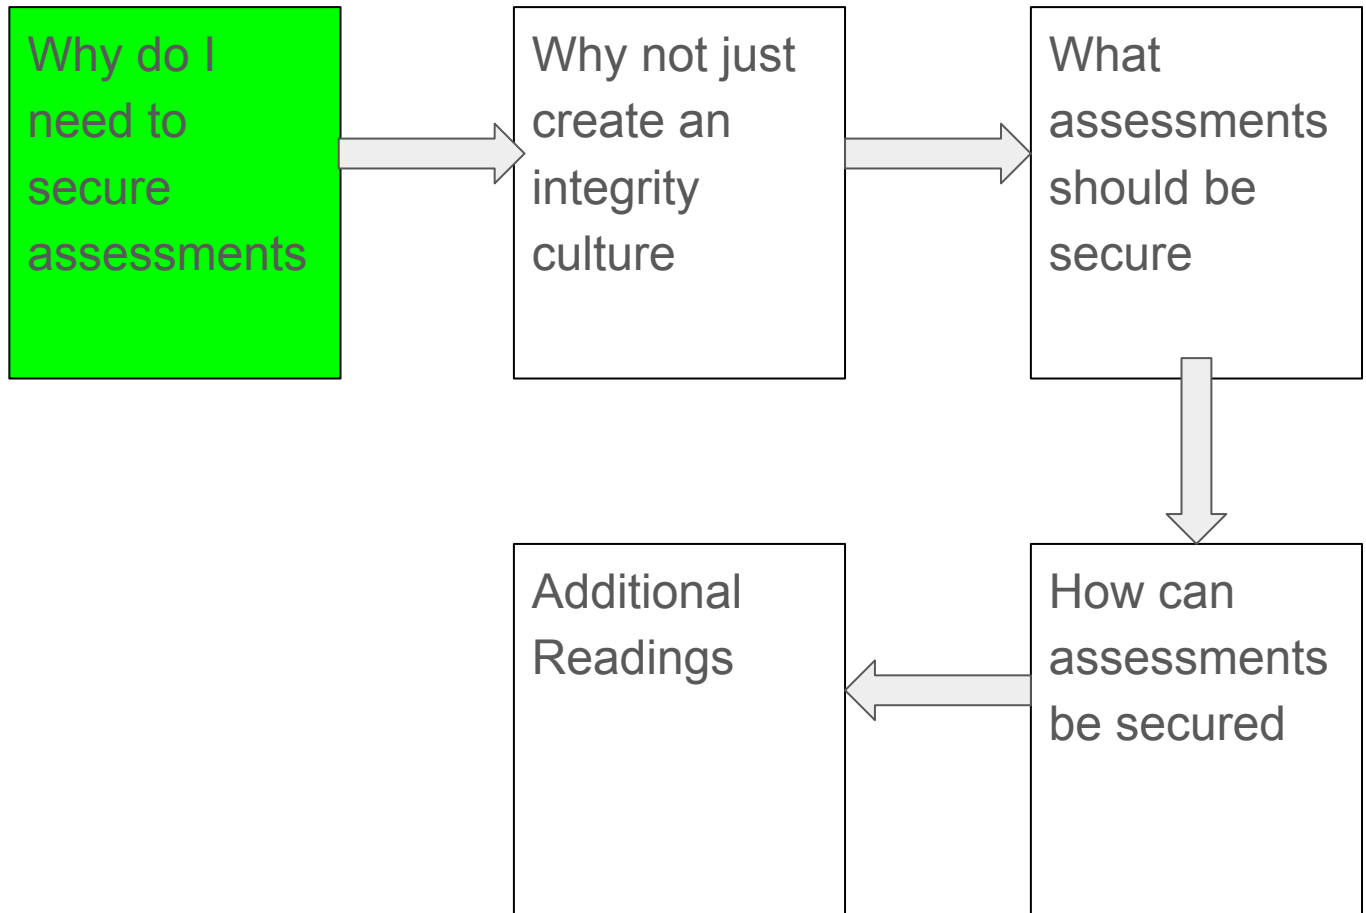 Why do I
need to
secure
assessments
Why not just
create an
integrity
culture
What
assessments
should be
secure
How can
assessments
be secured
Additional
Readings